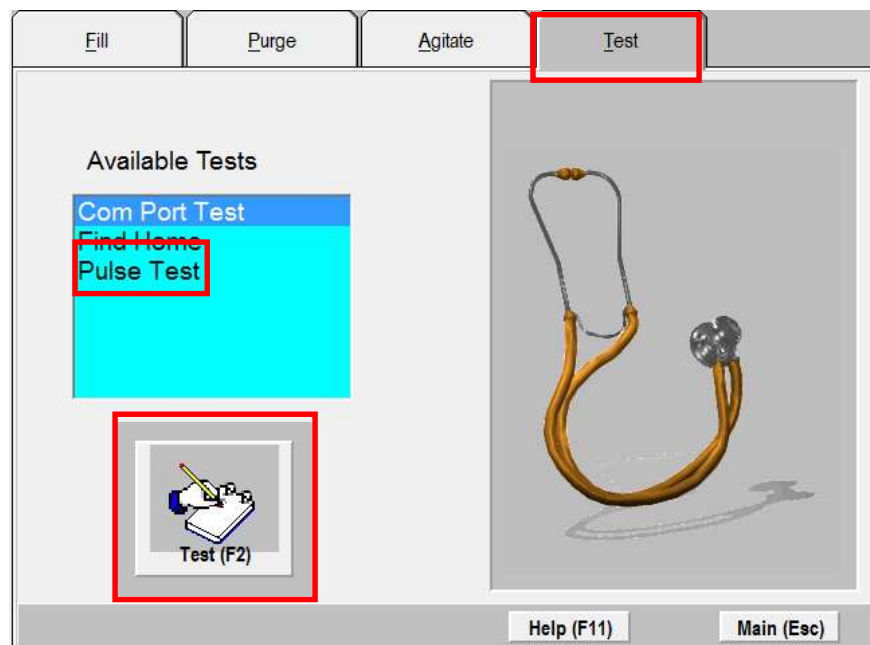 Fill
Purge
Agitate
Test
Available Tests
Com Port Test
Find Home
Pulse Test
Test (F2)
Help (F11)
Main (Esc)